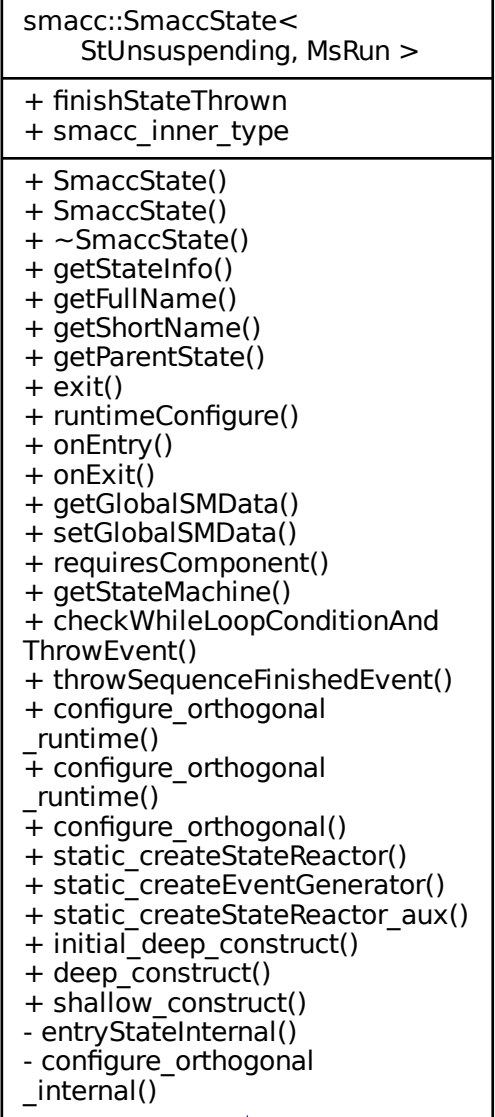 smacc::SmaccState<
StUnsuspending, MsRun >
+ finishStateThrown
+ smacc_inner_type
+ SmaccState()
+ SmaccState()
+ ~SmaccState()
+ getStateInfo()
+ getFullName()
+ getShortName()
+ getParentState()
+ exit()
+ runtimeConfigure()
+ onEntry()
+ onExit()
+ getGlobalSMData()
+ setGlobalSMData()
+ requiresComponent()
+ getStateMachine()
+ checkWhileLoopConditionAnd
ThrowEvent()
+ throwSequenceFinishedEvent()
+ configure_orthogonal
_runtime()
+ configure_orthogonal
_runtime()
+ configure_orthogonal()
+ static_createStateReactor()
+ static_createEventGenerator()
+ static_createStateReactor_aux()
+ initial_deep_construct()
+ deep_construct()
+ shallow_construct()
- entryStateInternal()
- configure_orthogonal
_internal()